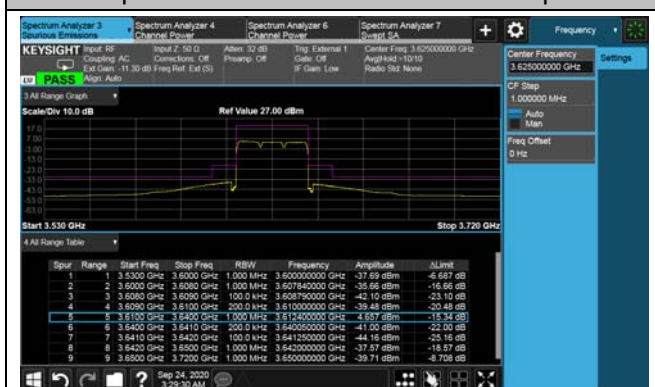 Spectrum Analyzer 3
Spurious Emissions
Spectrum Analyzer 4
Channel Power
Spectrum Analyzer 6
Channel Power
Spectrum Analyzer 7
Swept SA
Frequency
KEYSIGHT
Input: RF
Coupling: AC
Ext Gain: -11.30 dB
Align: Auto
Input Z: 50 Ω
Corrections: Off
Freq Ref: Ext (S)
Atten: 32 dB
Preamp: Off
Trig: External 1
Gate: Off
IF Gain: Low
Center Freq: 3.625000000 GHz
Avg|Hold:>10/10
Radio Std: None
LXI PASS
Center Frequency
3.625000000 GHz
Settings
CF Step
1.000000 MHz
Auto
Man
Freq Offset
0 Hz
3 All Range Graph
Scale/Div 10.0 dB
Ref Value 27.00 dBm
17.0
7.00
-3.00
-13.0
-23.0
-33.0
-43.0
-53.0
-63.0
Start 3.530 GHz
Stop 3.720 GHz
4 All Range Table
Spur Range Start Freq Stop Freq RBW Frequency Amplitude ΔLimit
1 1 3.5300 GHz 3.6000 GHz 1.000 MHz 3.600000000 GHz -37.69 dBm -6.687 dB
2 2 3.6000 GHz 3.6080 GHz 1.000 MHz 3.607840000 GHz -35.66 dBm -16.66 dB
3 3 3.6080 GHz 3.6090 GHz 100.0 kHz 3.608790000 GHz -42.10 dBm -23.10 dB
4 4 3.6090 GHz 3.6100 GHz 200.0 kHz 3.610000000 GHz -39.48 dBm -20.48 dB
5 5 3.6100 GHz 3.6400 GHz 1.000 MHz 3.612400000 GHz 4.657 dBm -15.34 dB
6 6 3.6400 GHz 3.6410 GHz 200.0 kHz 3.640050000 GHz -41.00 dBm -22.00 dB
7 7 3.6410 GHz 3.6420 GHz 100.0 kHz 3.641250000 GHz -44.16 dBm -25.16 dB
8 8 3.6420 GHz 3.6500 GHz 1.000 MHz 3.642000000 GHz -37.57 dBm -18.57 dB
9 9 3.6500 GHz 3.7200 GHz 1.000 MHz 3.650000000 GHz -39.71 dBm -8.708 dB
Sep 24, 2020
3:29:30 AM